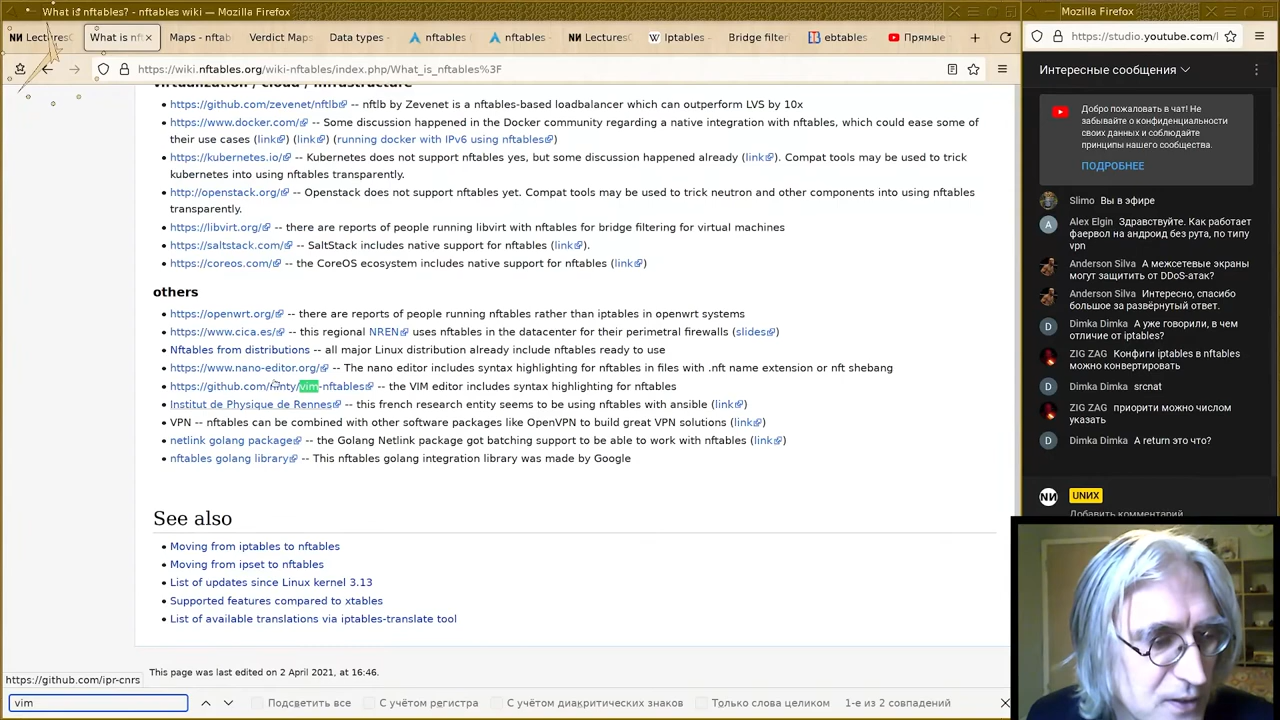 What is nftables? - nftables wiki — Mozilla Firefox
Mozilla Firefox
Lectures
What is nft
Maps - nftab
Verdict Maps
Data types -
nftables
nftables -
LecturesC
Iptables -
Bridge filteri
ebtables
Прямые
https://wiki.nftables.org/wiki-nftables/index.php/What_is_nftables%3F
https://studio.youtube.com/l
virtualization / cloud / infrastructure
https://github.com/zevenet/nftlb -- nftlb by Zevenet is a nftables-based loadbalancer which can outperform LVS by 10x
https://www.docker.com/ -- Some discussion happened in the Docker community regarding a native integration with nftables, which could ease some of
their use cases (link) (link) (running docker with IPv6 using nftables)
https://kubernetes.io/ -- Kubernetes does not support nftables yes, but some discussion happened already (link). Compat tools may be used to trick
kubernetes into using nftables transparently.
http://openstack.org/ -- Openstack does not support nftables yet. Compat tools may be used to trick neutron and other components into using nftables
transparently.
https://libvirt.org/ -- there are reports of people running libvirt with nftables for bridge filtering for virtual machines
https://saltstack.com/ -- SaltStack includes native support for nftables (link).
https://coreos.com/ -- the CoreOS ecosystem includes native support for nftables (link)
others
https://openwrt.org/ -- there are reports of people running nftables rather than iptables in openwrt systems
https://www.cica.es/ -- this regional NREN uses nftables in the datacenter for their perimetral firewalls (slides)
Nftables from distributions -- all major Linux distribution already include nftables ready to use
https://www.nano-editor.org/ -- The nano editor includes syntax highlighting for nftables in files with .nft name shebang extension or nft shebang
https://github.com/nfnty/vim-nftables -- the VIM editor includes syntax highlighting for nftables
Institut de Physique de Rennes -- this french research entity seems to be using nftables with ansible (link)
VPN -- nftables can be combined with other software packages like OpenVPN to build great VPN solutions (link)
netlink golang package -- the Golang Netlink package got batching support to be able to work with nftables (link)
nftables golang library -- This nftables golang integration library was made by Google
See also
Moving from iptables to nftables
Moving from ipset to nftables
List of updates since Linux kernel 3.13
Supported features compared to xtables
List of available translations via iptables-translate tool
This page was last edited on 2 April 2021, at 16:46.
https://github.com/ipr-cnrs
vim
Подсветить все
С учётом регистра
С учётом диакритических знаков
Только слова целиком
1-е из 2 совпадений
Интересные сообщения
Добро пожаловать в чат! Не
забывайте о конфиденциальности
своих данных и соблюдайте
принципы нашего сообщества.
ПОДРОБНЕЕ
Slimo Вы в эфире
Alex Elgin Здравствуйте. Как работает
фаервол на андроид без рута, по типу
vpn
Anderson Silva А межсетевые экраны
могут защитить от DDoS-атак?
Anderson Silva Интересно, спасибо
большое за развёрнутый ответ.
Dimka Dimka А уже говорили, в чем
отличие от iptables?
ZIG ZAG Конфиги iptables в nftables
можно конвертировать
Dimka Dimka srcnat
ZIG ZAG приорити можно числом
указать
Dimka Dimka А return это что?
UNИX
Добавить комментарий